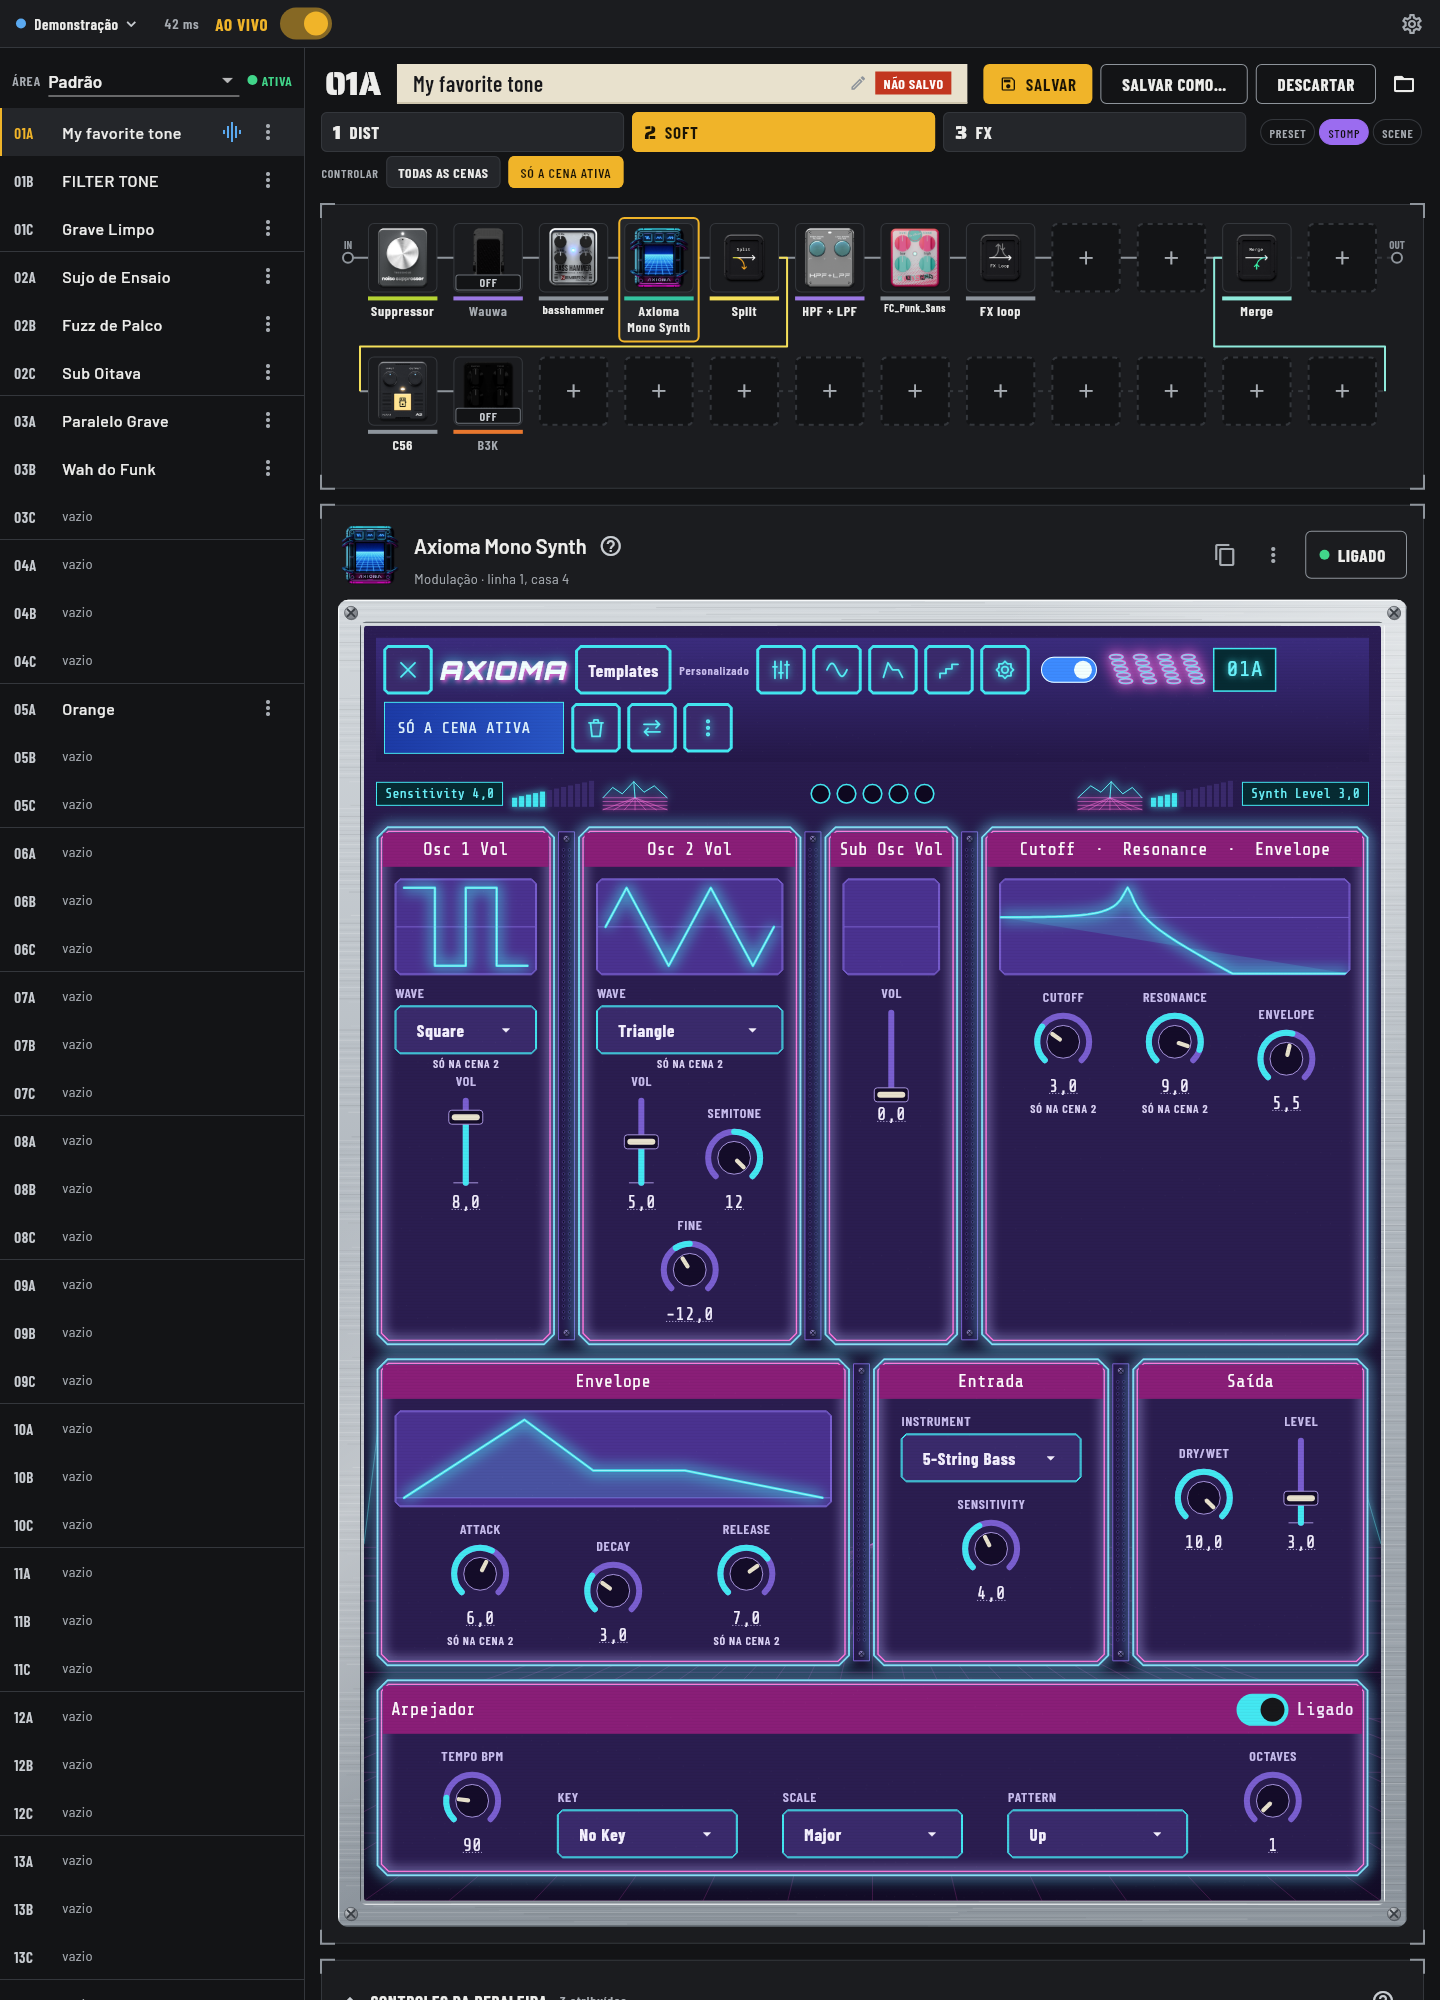 Demonstração
42 ms
AO VIVO
ÁREA Padrão
ATIVA
01A My favorite tone
01B FILTER TONE
01C Grave Limpo
02A Sujo de Ensaio
02B Fuzz de Palco
02C Sub Oitava
03A Paralelo Grave
03B Wah do Funk
03C vazio
04A vazio
04B vazio
04C vazio
05A Orange
05B vazio
05C vazio
06A vazio
06B vazio
06C vazio
07A vazio
07B vazio
07C vazio
08A vazio
08B vazio
08C vazio
09A vazio
09B vazio
09C vazio
10A vazio
10B vazio
10C vazio
11A vazio
11B vazio
11C vazio
12A vazio
12B vazio
12C vazio
13A vazio
13B vazio
13C vazio
01A
My favorite tone
NÃO SALVO
SALVAR
SALVAR COMO...
DESCARTAR
1 DIST
2 SOFT
3 FX
PRESET
STOMP
SCENE
CONTROLAR
TODAS AS CENAS
SÓ A CENA ATIVA
IN
OFF
Split
HPF+LPF
FX Loop
Merge
OUT
Suppressor
Wauwa
basshammer
Axioma
Mono Synth
Split
HPF + LPF
FC_Punk_Sans
FX loop
Merge
OFF
C56
B3K
Axioma Mono Synth
Modulação · linha 1, casa 4
LIGADO
AXIOMA
Templates
Personalizado
01A
SÓ A CENA ATIVA
Sensitivity 4,0
Synth Level 3,0
Osc 1 Vol
Osc 2 Vol
Sub Osc Vol
Cutoff · Resonance · Envelope
WAVE
Square
SÓ NA CENA 2
VOL
8,0
WAVE
Triangle
SÓ NA CENA 2
VOL
5,0
SEMITONE
12
FINE
-12,0
VOL
0,0
CUTOFF
3,0
SÓ NA CENA 2
RESONANCE
9,0
SÓ NA CENA 2
ENVELOPE
5,5
Envelope
ATTACK
6,0
SÓ NA CENA 2
DECAY
3,0
RELEASE
7,0
SÓ NA CENA 2
Entrada
INSTRUMENT
5-String Bass
SENSITIVITY
4,0
Saída
DRY/WET
10,0
LEVEL
3,0
Arpejador
Ligado
TEMPO BPM
90
KEY
No Key
SCALE
Major
PATTERN
Up
OCTAVES
1